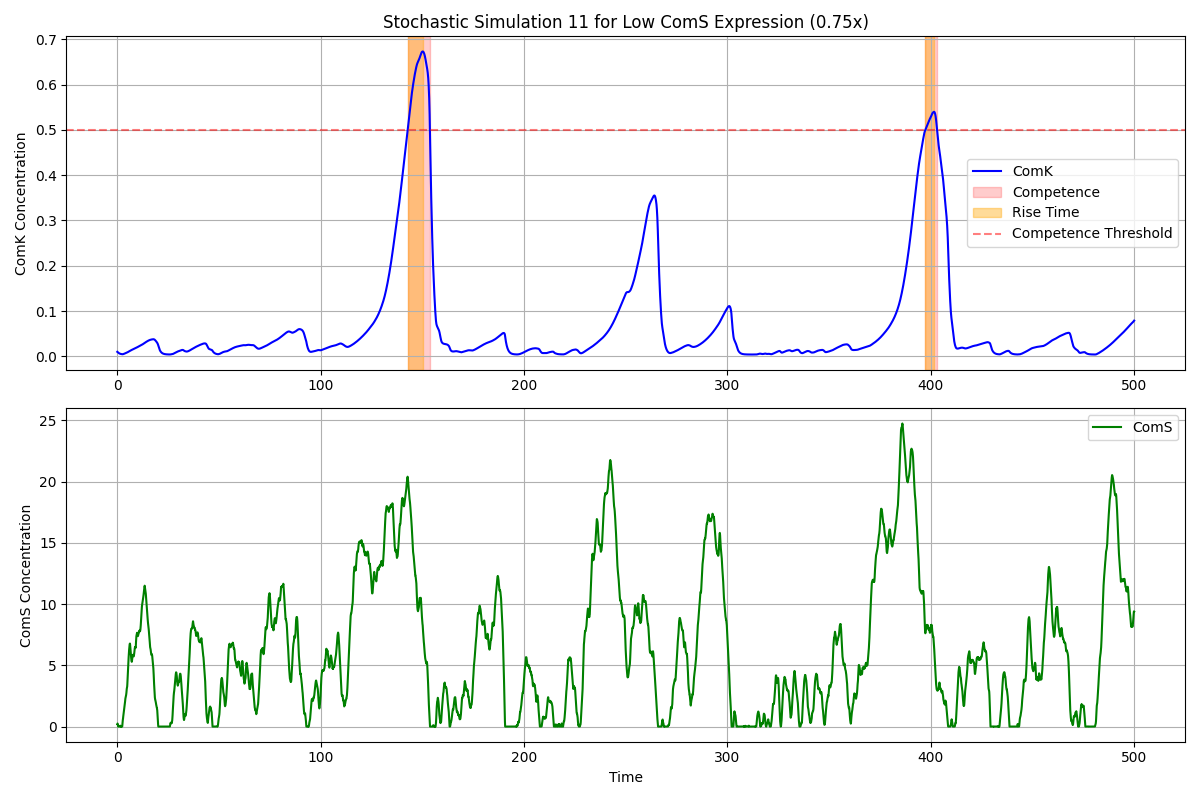 Stochastic Simulation 11 for Low ComS Expression (0.75x)
ComK Concentration
0.7
0.6
0.5
0.4
0.3
0.2
0.1
0.0
ComK
Competence
Rise Time
Competence Threshold
0 100 200 300 400 500
ComS Concentration
25
20
15
10
5
0
ComS
0 100 200 300 400 500
Time